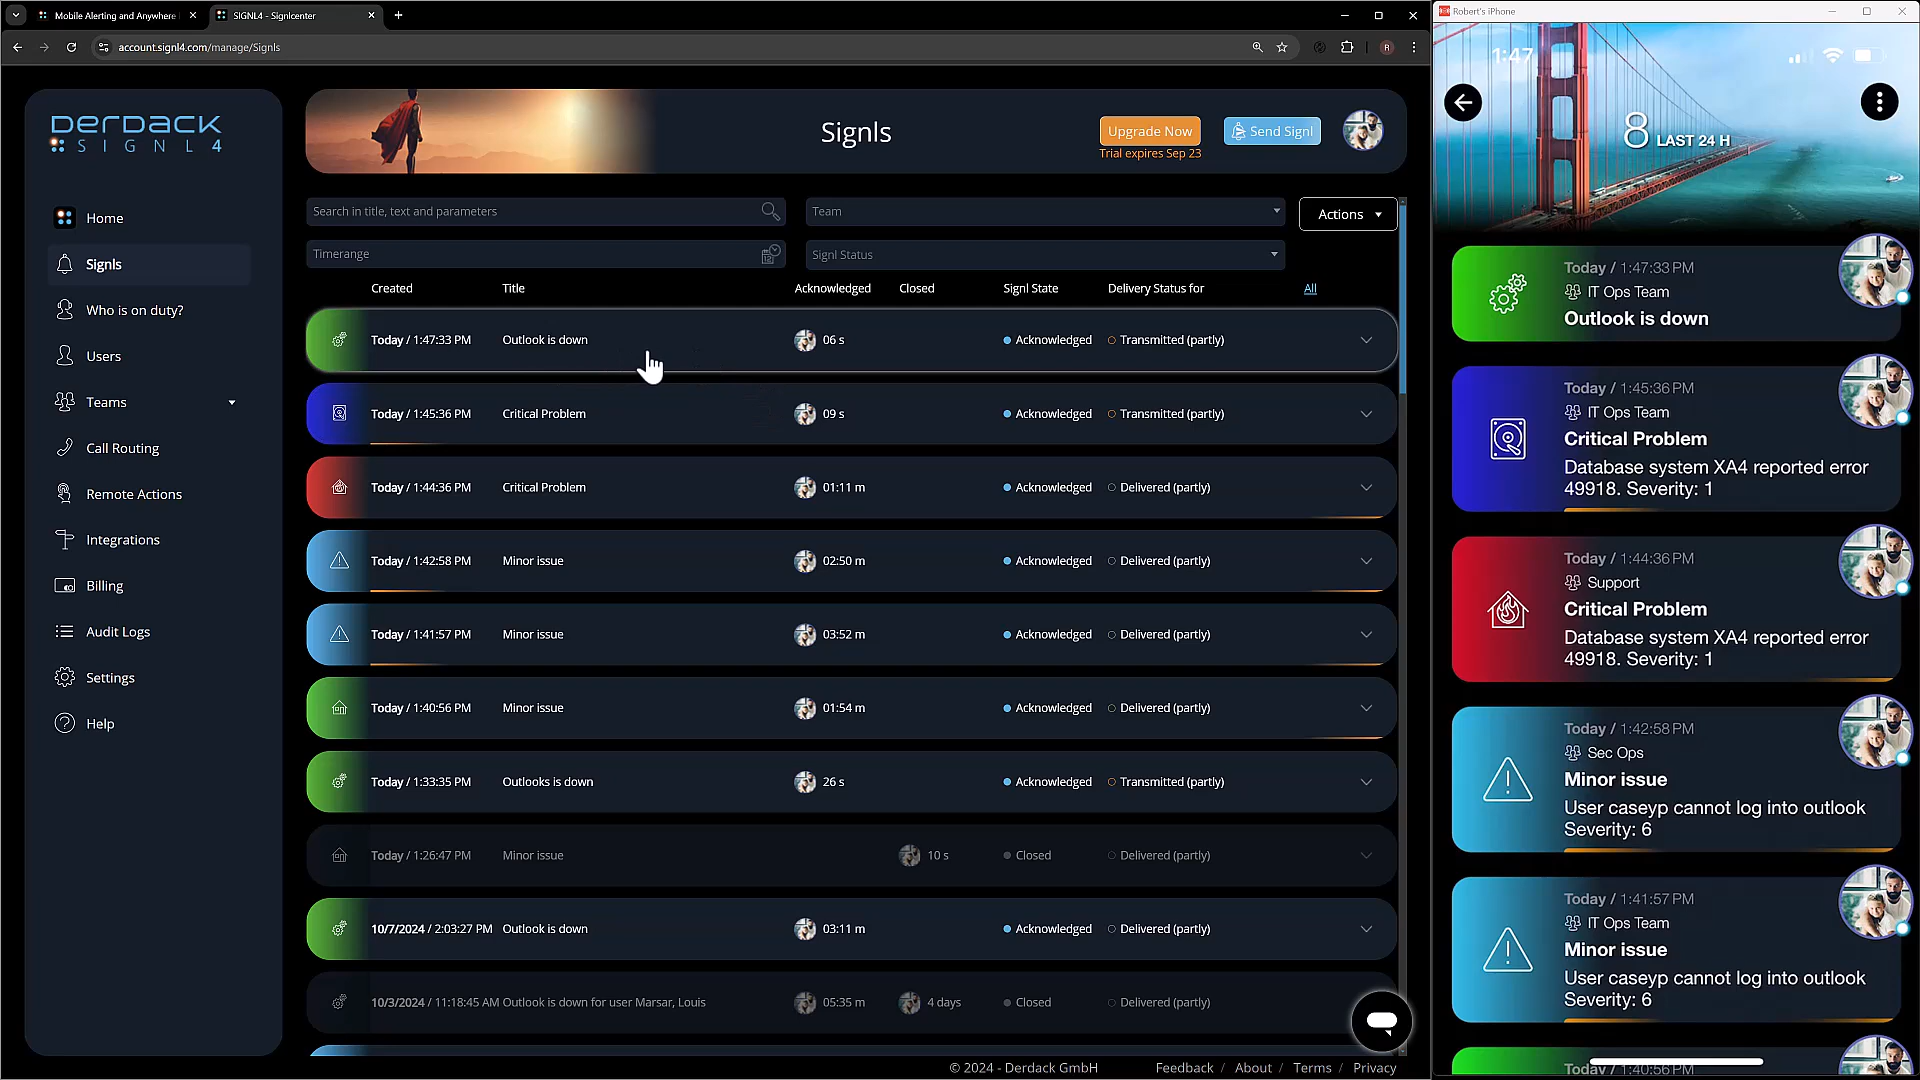 Mobile Alerting and Anywhere
SIGNL4 - Signlcenter
account.signl4.com/manage/Signls
R
DERDACK
SIGNL4
Home
Signls
Who is on duty?
Users
Teams
Call Routing
Remote Actions
Integrations
Billing
Audit Logs
Settings
Help
Signls
Upgrade Now
Trial expires Sep 23
Send Signl
Search in title, text and parameters
Team
Actions
Timerange
Signl Status
Created Title Acknowledged Closed Signl State Delivery Status for All
Today / 1:47:33 PM Outlook is down 06 s Acknowledged Transmitted (partly)
Today / 1:45:36 PM Critical Problem 09 s Acknowledged Transmitted (partly)
Today / 1:44:36 PM Critical Problem 01:11 m Acknowledged Delivered (partly)
Today / 1:42:58 PM Minor issue 02:50 m Acknowledged Delivered (partly)
Today / 1:41:57 PM Minor issue 03:52 m Acknowledged Delivered (partly)
Today / 1:40:56 PM Minor issue 01:54 m Acknowledged Delivered (partly)
Today / 1:33:35 PM Outlooks is down 26 s Acknowledged Transmitted (partly)
Today / 1:26:47 PM Minor issue 10 s Closed Delivered (partly)
10/7/2024 / 2:03:27 PM Outlook is down 03:11 m Acknowledged Delivered (partly)
10/3/2024 / 11:18:45 AM Outlook is down for user Marsar, Louis 05:35 m 4 days Closed Delivered (partly)
© 2024 - Derdack GmbH Feedback / About / Terms / Privacy
Robert's iPhone
1:47
8 LAST 24 H
Today / 1:47:33 PM
IT Ops Team
Outlook is down
Today / 1:45:36 PM
IT Ops Team
Critical Problem
Database system XA4 reported error
49918. Severity: 1
Today / 1:44:36 PM
Support
Critical Problem
Database system XA4 reported error
49918. Severity: 1
Today / 1:42:58 PM
Sec Ops
Minor issue
User caseyp cannot log into outlook
Severity: 6
Today / 1:41:57 PM
IT Ops Team
Minor issue
User caseyp cannot log into outlook
Severity: 6
Today / 1:40:56 PM